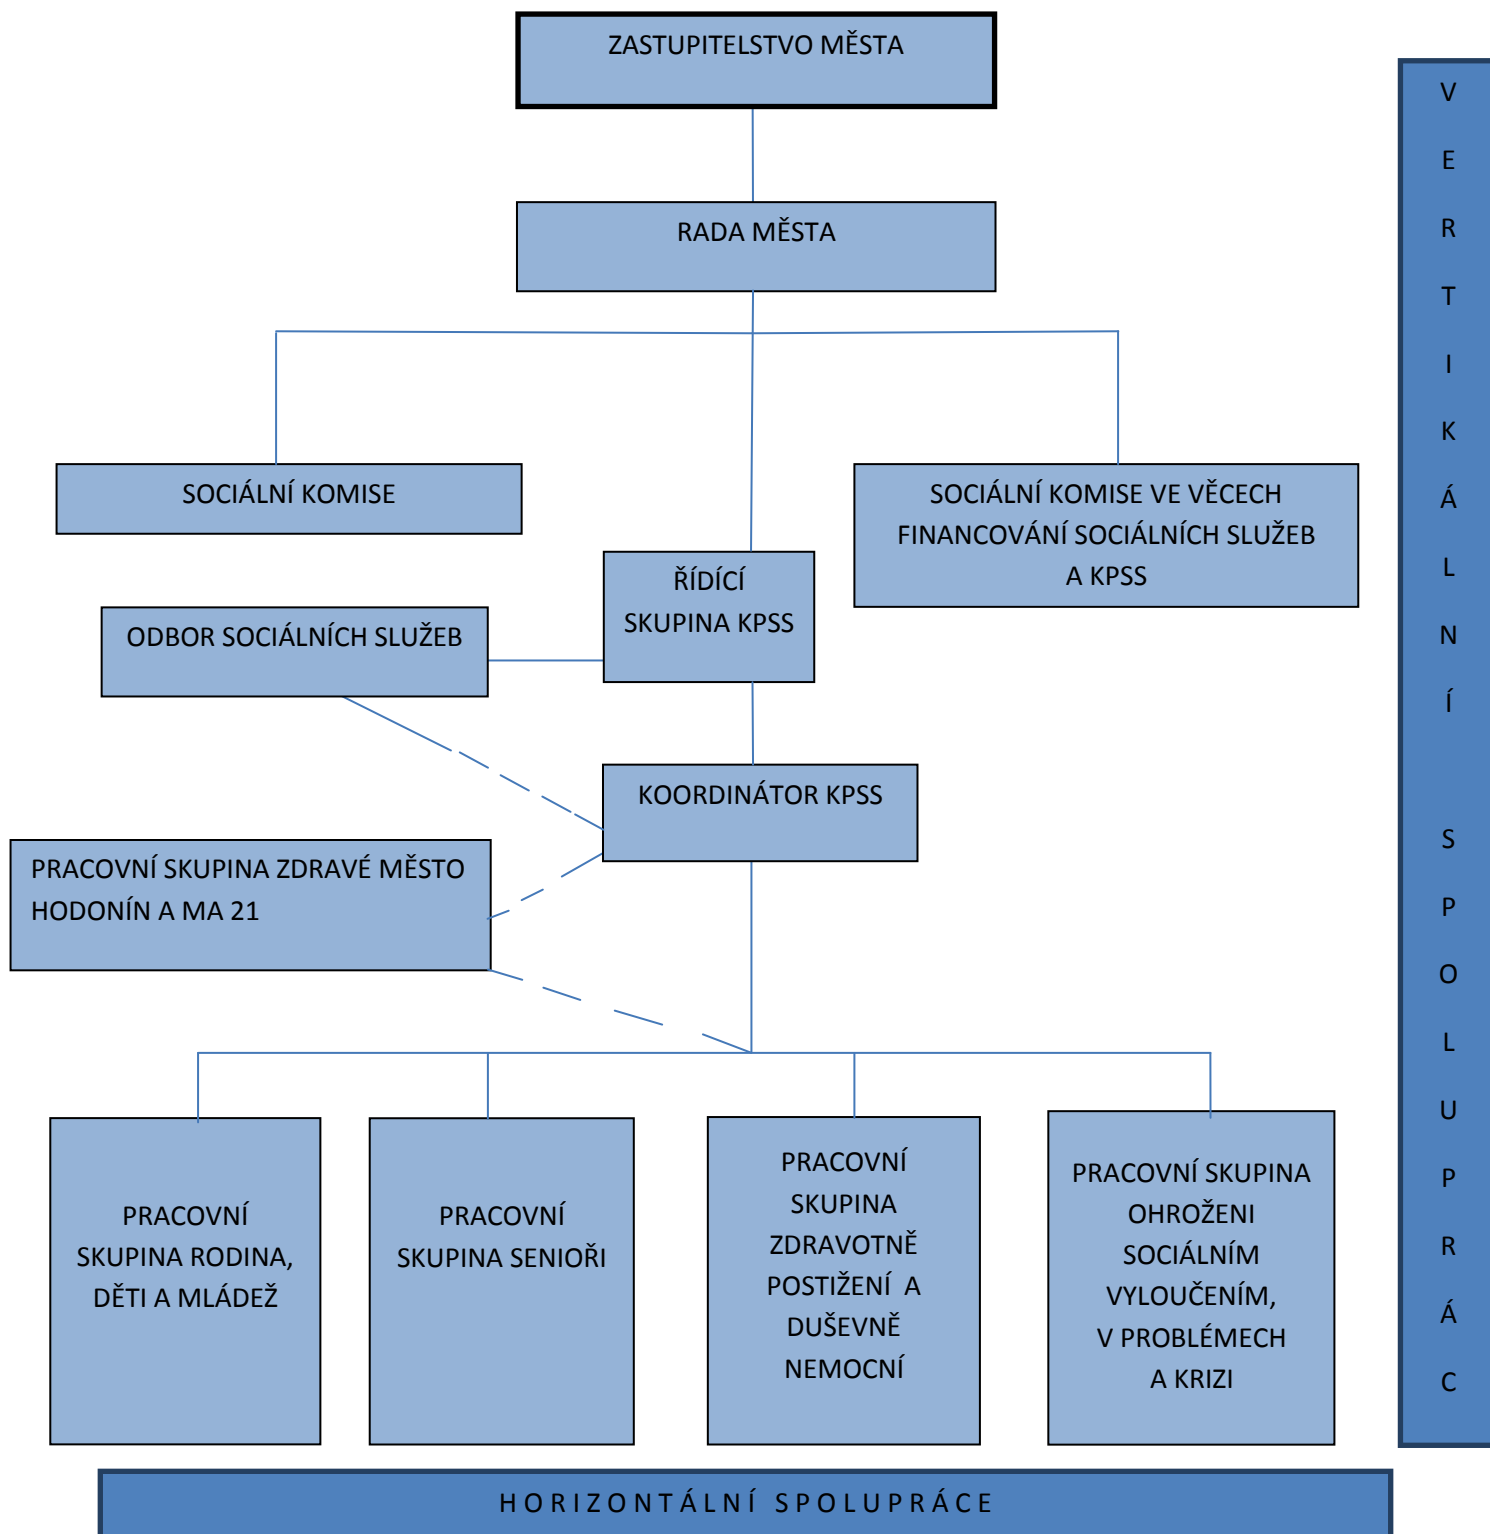 ZASTUPITELSTVO MĚSTA
RADA MĚSTA
SOCIÁLNÍ KOMISE
SOCIÁLNÍ KOMISE VE VĚCECH
FINANCOVÁNÍ SOCIÁLNÍCH SLUŽEB
A KPSS
ŘÍDÍCÍ
SKUPINA KPSS
ODBOR SOCIÁLNÍCH SLUŽEB
KOORDINÁTOR KPSS
PRACOVNÍ SKUPINA ZDRAVÉ MĚSTO
HODONÍN A MA 21
PRACOVNÍ
SKUPINA RODINA,
DĚTI A MLÁDEŽ
PRACOVNÍ
SKUPINA SENIOŘI
PRACOVNÍ
SKUPINA
ZDRAVOTNĚ
POSTIŽENÍ A
DUŠEVNĚ
NEMOCNÍ
PRACOVNÍ SKUPINA
OHROŽENI
SOCIÁLNÍM
VYLOUČENÍM,
V PROBLÉMECH
A KRIZI
V E R T I K Á L N Í S P O L U P R Á C
H O R I Z O N T Á L N Í S P O L U P R Á C E